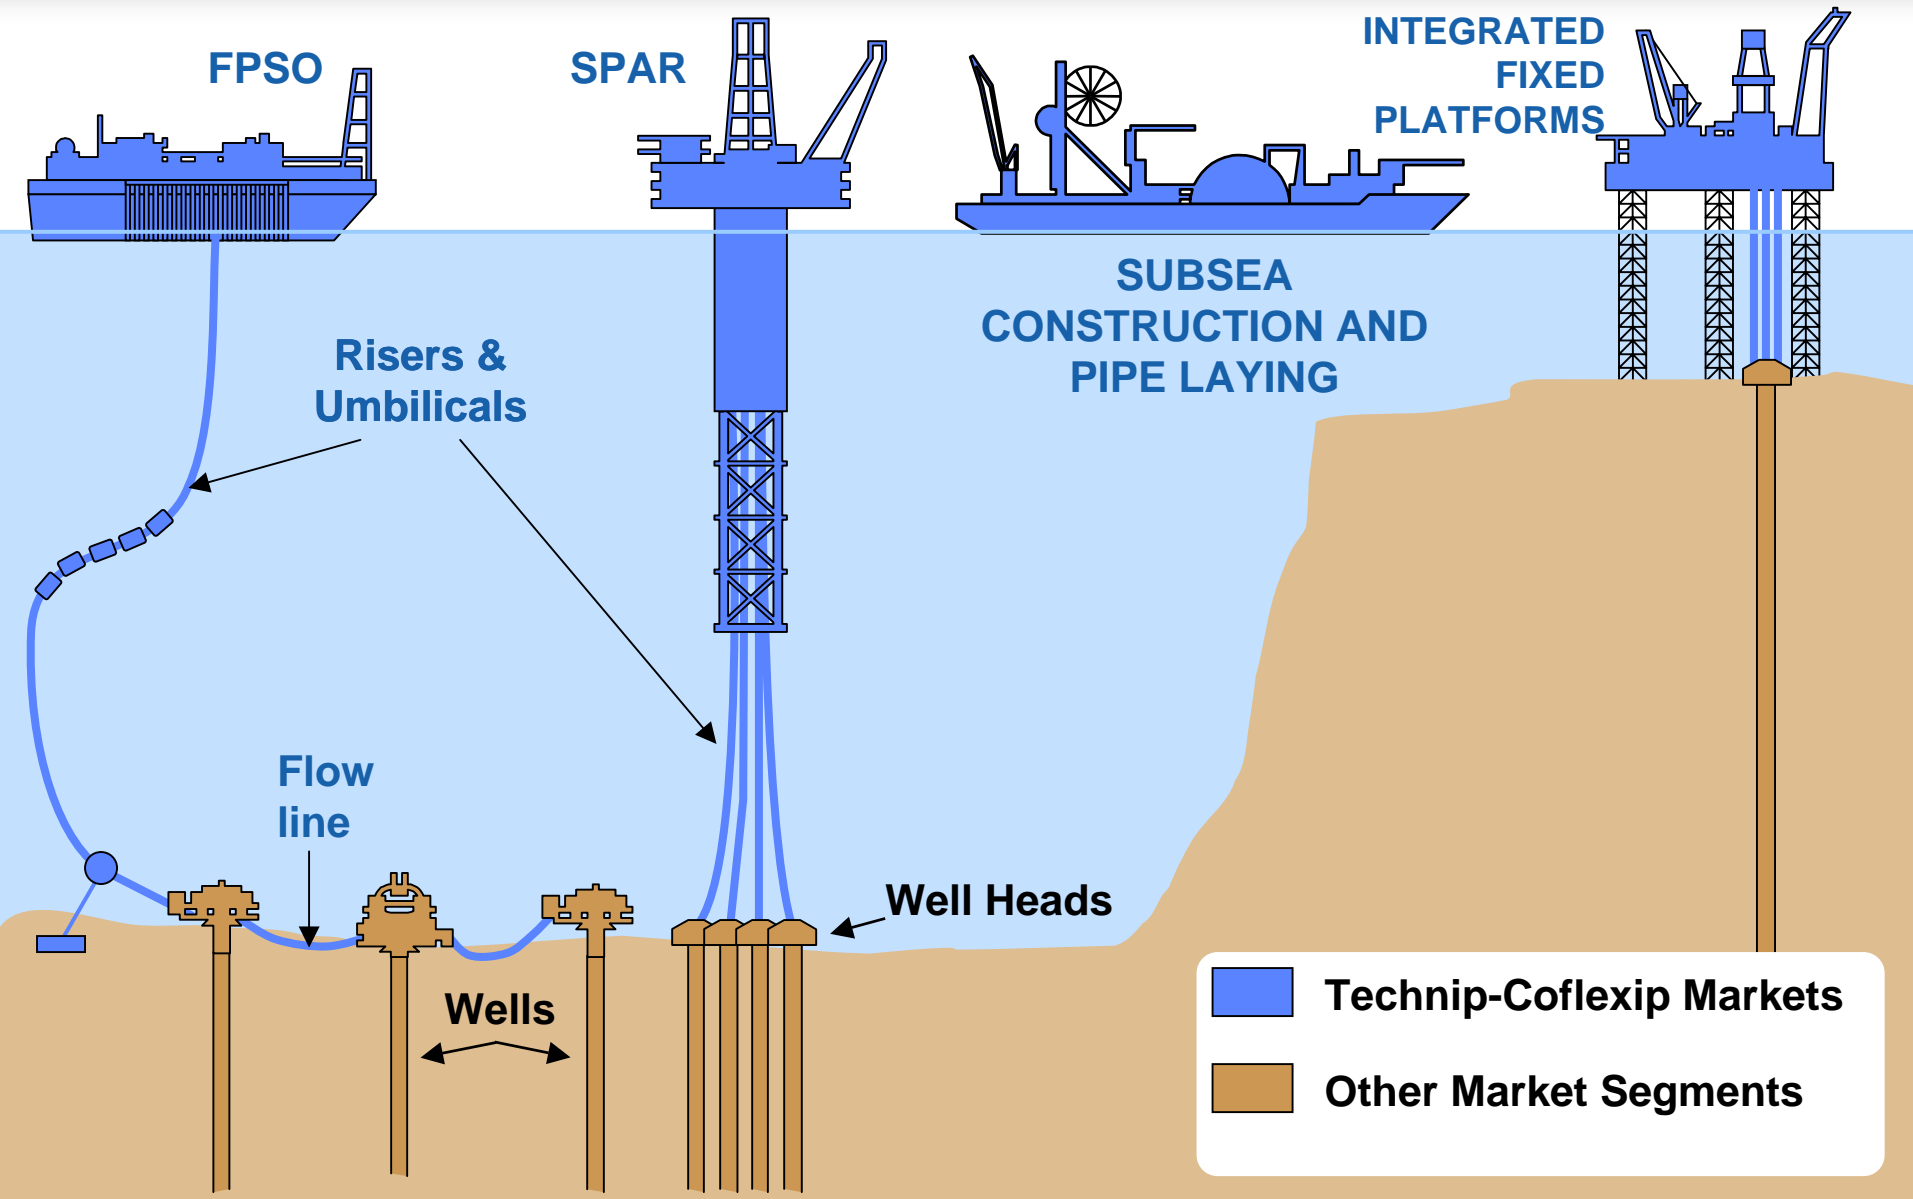 FPSO
SPAR
INTEGRATED
FIXED
PLATFORMS
SUBSEA
CONSTRUCTION AND
PIPE LAYING
Risers &
Umbilicals
Flow
line
Well Heads
Wells
Technip-Coflexip Markets
Other Market Segments